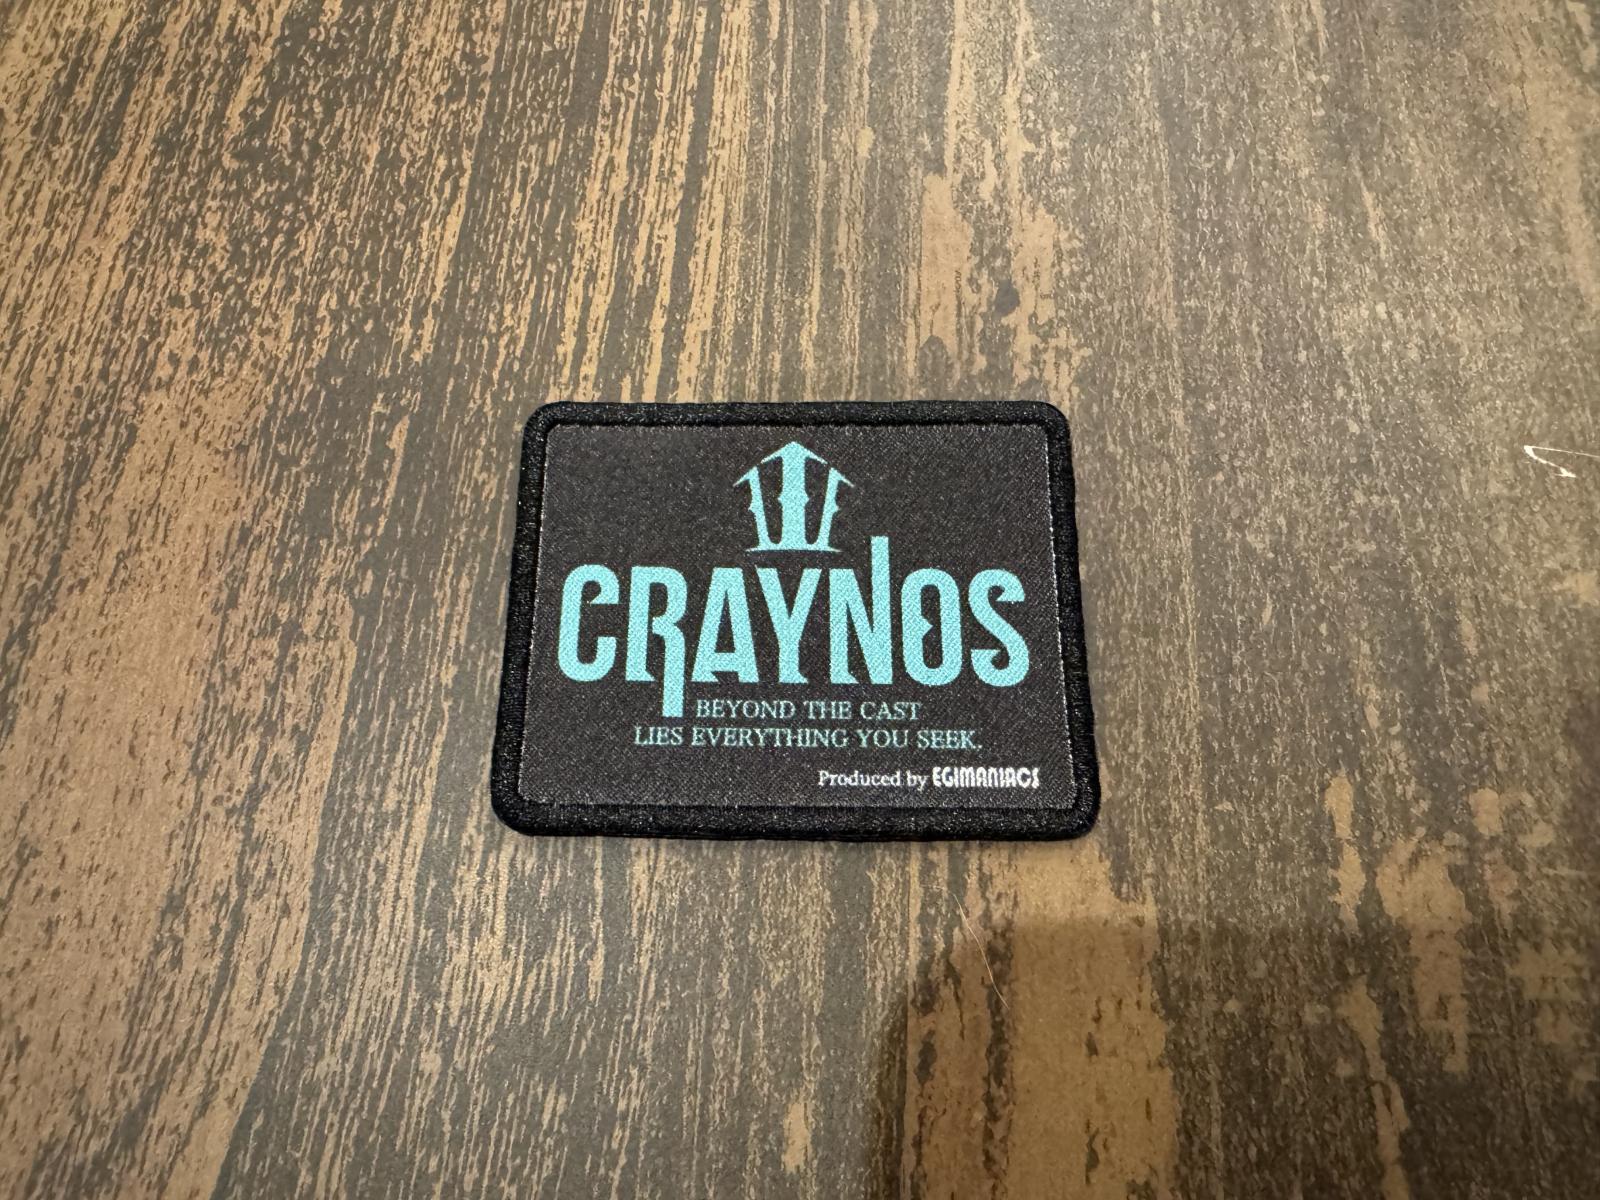 CRAYNOS
BEYOND THE CAST
LIES EVERYTHING YOU SEEK.
Produced by EGIMANIACS